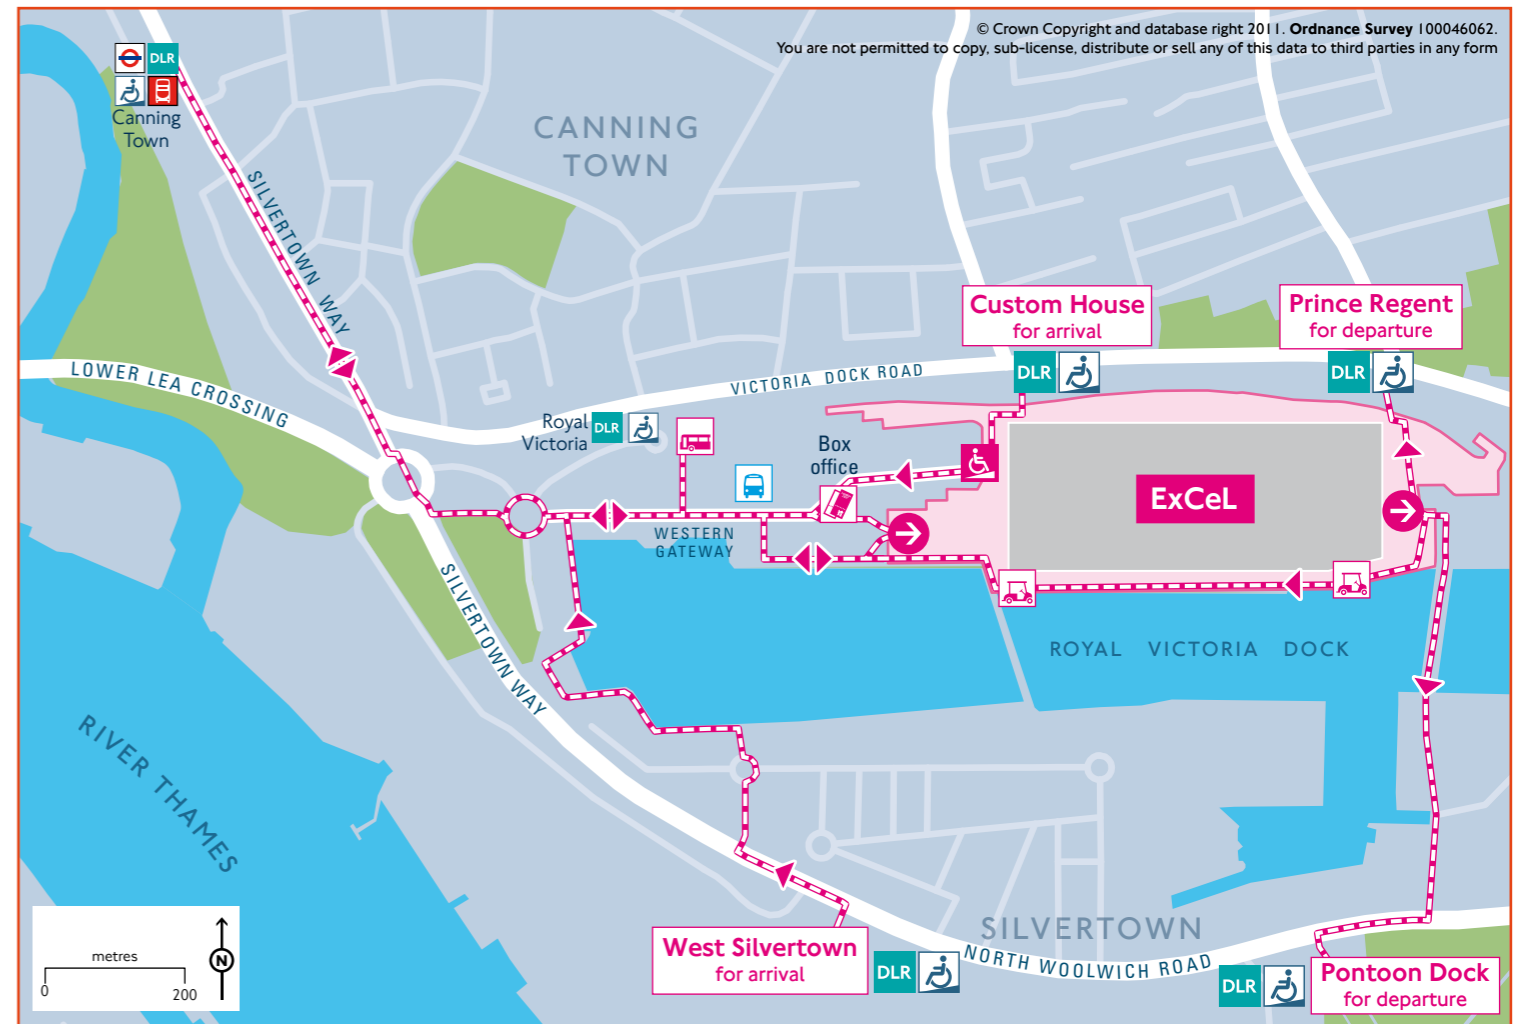 © Crown Copyright and database right 2011. Ordnance Survey 100046062.
You are not permitted to copy, sub-license, distribute or sell any of this data to third parties in any form
DLR
Canning
Town
CANNING
TOWN
SILVERTOWN WAY
Custom House
for arrival
DLR
Prince Regent
for departure
DLR
LOWER LEA CROSSING
VICTORIA DOCK ROAD
Royal
Victoria
DLR
Box
office
ExCeL
WESTERN
GATEWAY
SILVERTOWN WAY
ROYAL VICTORIA DOCK
RIVER THAMES
SILVERTOWN
NORTH WOOLWICH ROAD
West Silvertown
for arrival
DLR
DLR
Pontoon Dock
for departure
metres
0
200
N